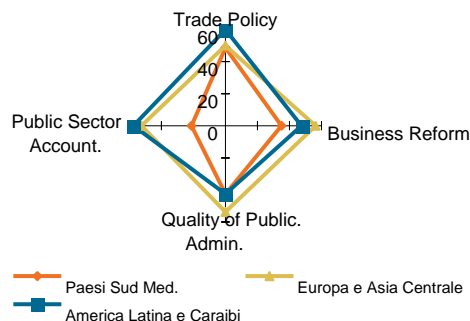 Trade Policy
60
40
20
0
Public Sector
Account.
Business Reform
Quality of Public.
Admin.
Paesi Sud Med.
Europa e Asia Centrale
America Latina e Caraibi